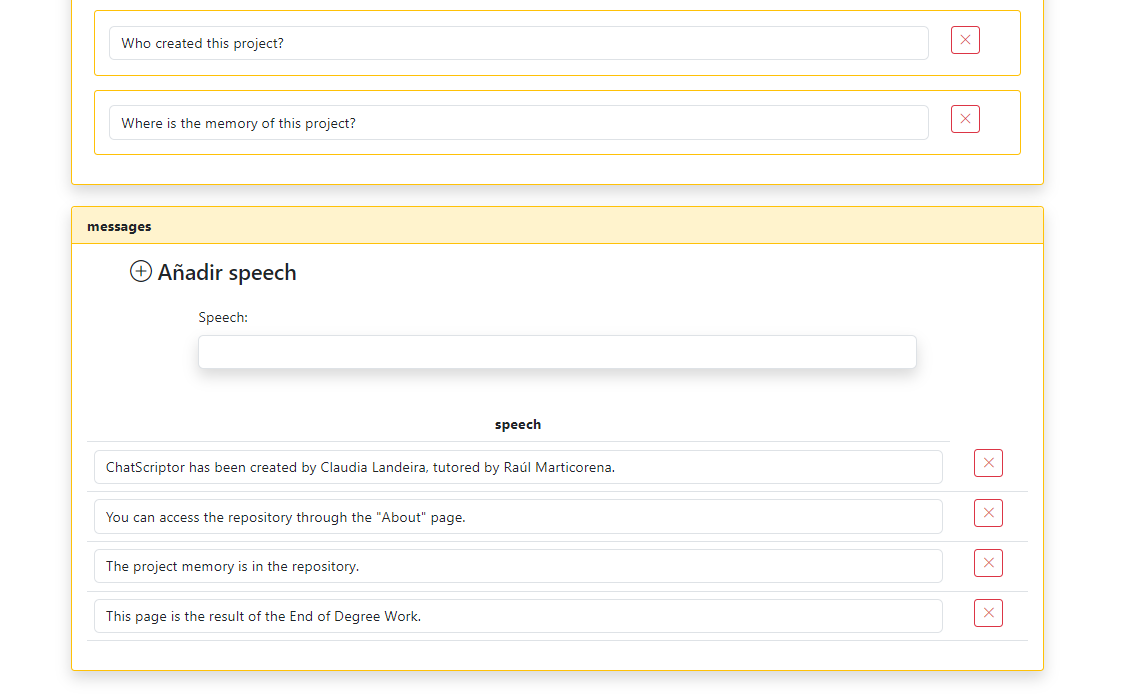 Who created this project?
Where is the memory of this project?
messages
Añadir speech
Speech:
speech
ChatScriptor has been created by Claudia Landeira, tutored by Raúl Marticorena.
You can access the repository through the "About" page.
The project memory is in the repository.
This page is the result of the End of Degree Work.